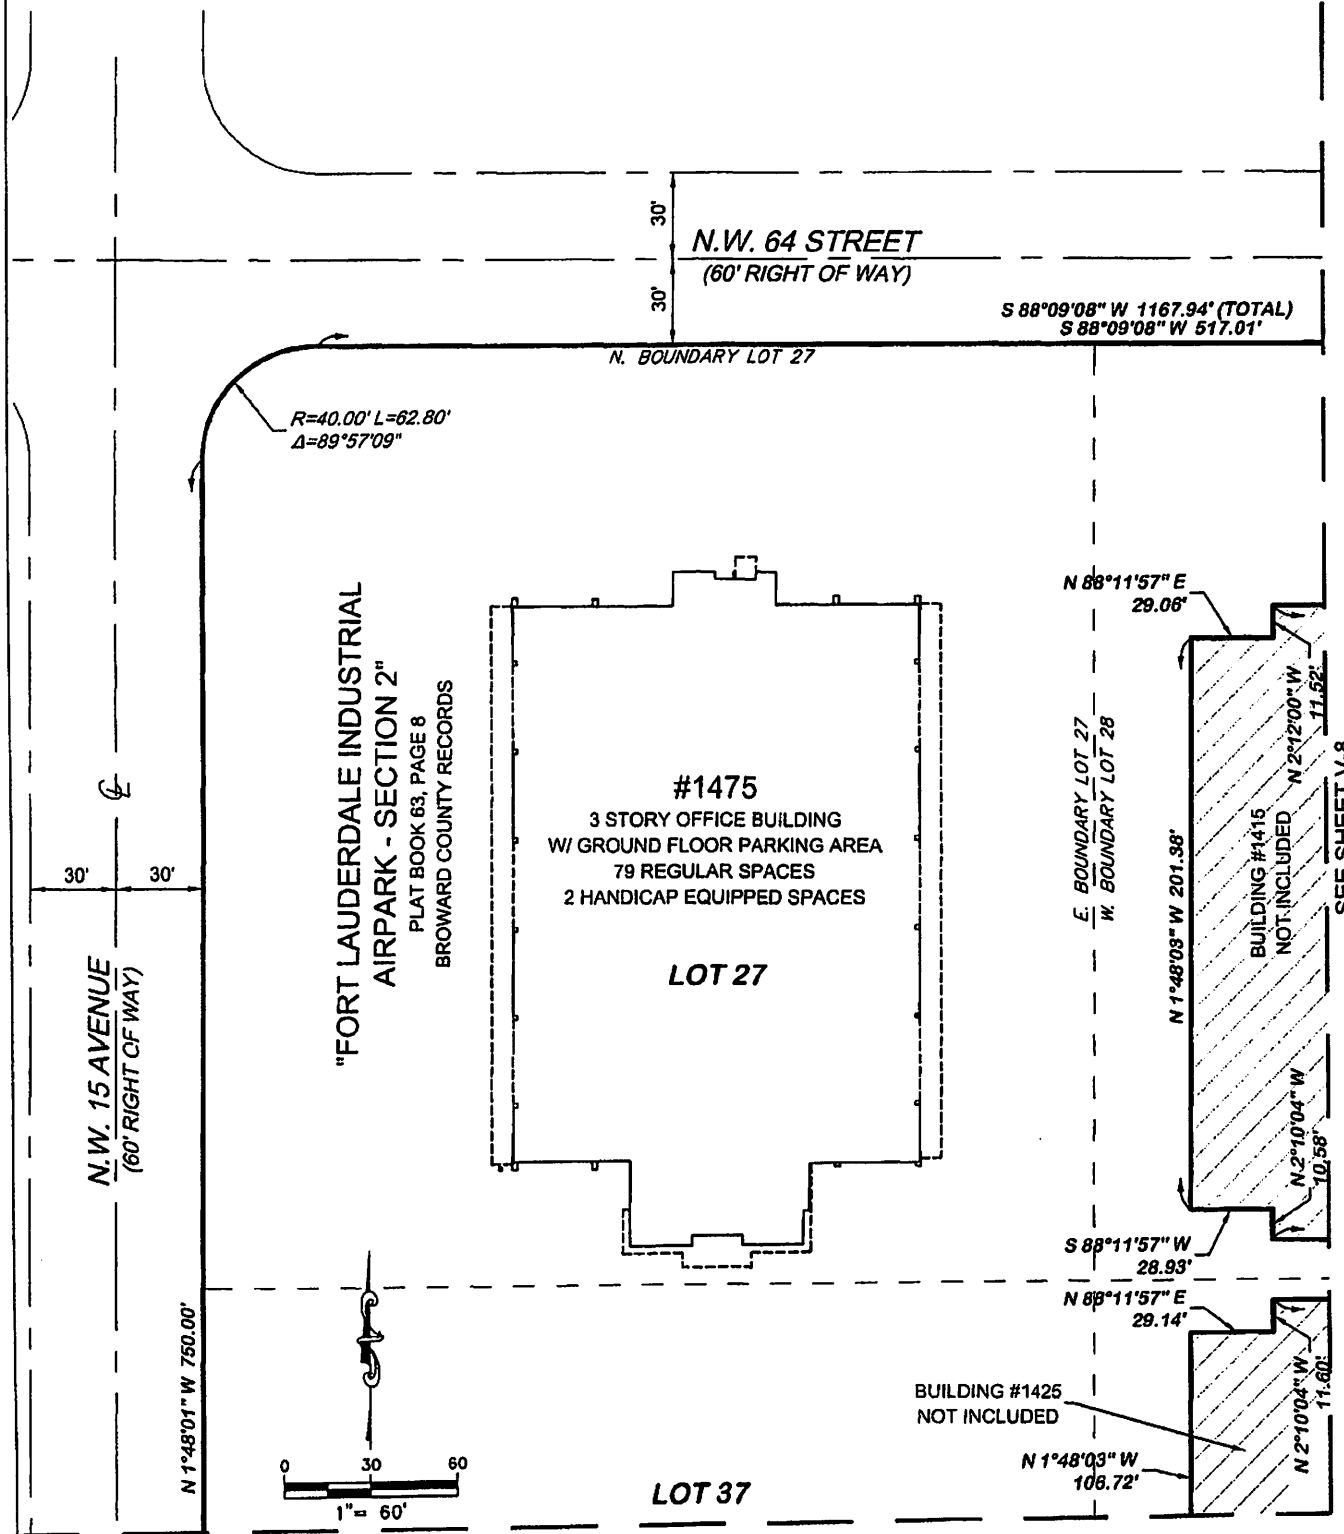 30'
N.W. 64 STREET
(60' RIGHT OF WAY)
30'
S 88°09'08" W 1167.94' (TOTAL)
S 88°09'08" W 517.01'
N. BOUNDARY LOT 27
R=40.00' L=62.80'
Δ=89°57'09"
"FORT LAUDERDALE INDUSTRIAL
AIRPARK - SECTION 2"
PLAT BOOK 63, PAGE 8
BROWARD COUNTY RECORDS
N 88°11'57" E
29.06'
N 2°12'00" W
11.52'
#1475
3 STORY OFFICE BUILDING
W/ GROUND FLOOR PARKING AREA
79 REGULAR SPACES
2 HANDICAP EQUIPPED SPACES
LOT 27
E. BOUNDARY LOT 27
W. BOUNDARY LOT 28
N 1°48'03" W 201.38'
BUILDING #1415
NOT INCLUDED
30'
30'
N.W. 15 AVENUE
(60' RIGHT OF WAY)
℄
N 2°10'04" W
10.58'
S 88°11'57" W
28.93'
N 88°11'57" E
29.14'
N 2°10'04" W
11.60'
BUILDING #1425
NOT INCLUDED
N 1°48'03" W
106.72'
N 1°48'01" W 750.00'
0 30 60
1"= 60'
LOT 37